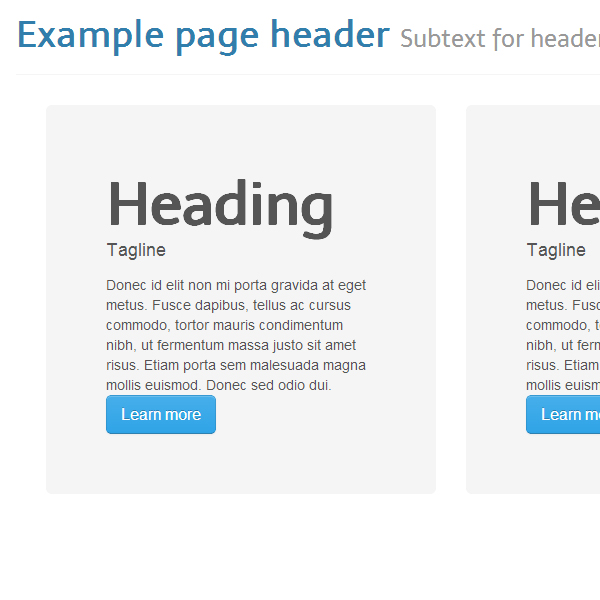 Example page header Subtext for header
Heading
Tagline
Donec id elit non mi porta gravida at eget
metus. Fusce dapibus, tellus ac cursus
commodo, tortor mauris condimentum
nibh, ut fermentum massa justo sit amet
risus. Etiam porta sem malesuada magna
mollis euismod. Donec sed odio dui.
Learn more
He
Tagline
Donec id eli
metus. Fusc
commodo, t
nibh, ut ferm
risus. Etiam
mollis euism
Learn mo